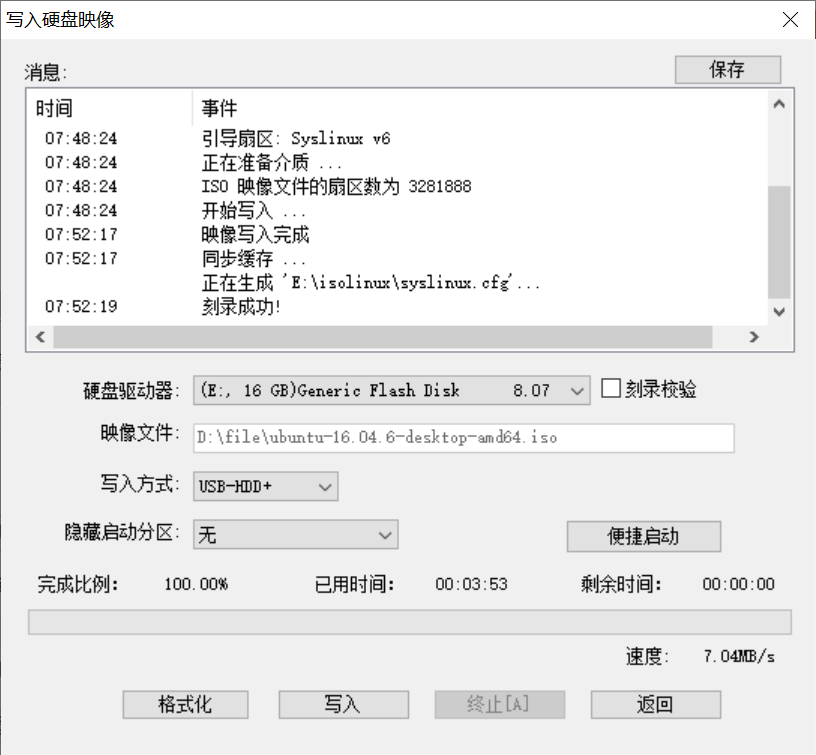 写入硬盘映像
消息:
保存
时间 事件
07:48:24 引导扇区: Syslinux v6
07:48:24 正在准备介质 ...
07:48:24 ISO 映像文件的扇区数为 3281888
07:48:24 开始写入 ...
07:52:17 映像写入完成
07:52:17 同步缓存 ...
正在生成 'E:\isolinux\syslinux.cfg'...
07:52:19 刻录成功!
硬盘驱动器: (E:, 16 GB)Generic Flash Disk 8.07 刻录校验
映像文件: D:\file\ubuntu-16.04.6-desktop-amd64.iso
写入方式: USB-HDD+
隐藏启动分区: 无 便捷启动
完成比例: 100.00% 已用时间: 00:03:53 剩余时间: 00:00:00
速度: 7.04MB/s
格式化 写入 终止[A] 返回